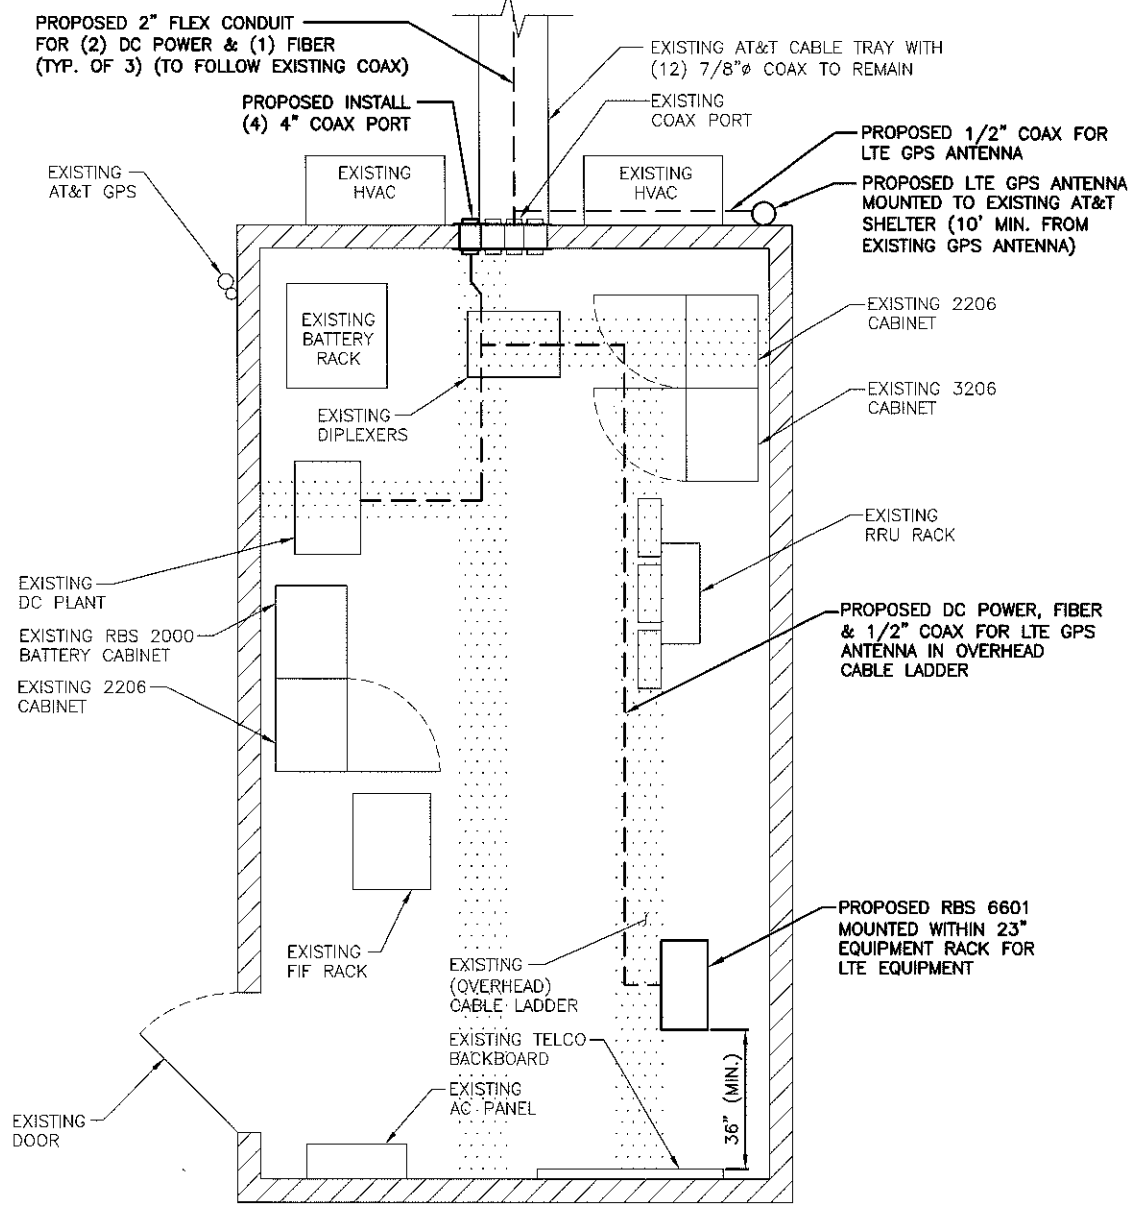 PROPOSED 2" FLEX CONDUIT
FOR (2) DC POWER & (1) FIBER
(TYP. OF 3) (TO FOLLOW EXISTING COAX)
EXISTING AT&T CABLE TRAY WITH
(12) 7/8"ø COAX TO REMAIN
PROPOSED INSTALL
(4) 4" COAX PORT
EXISTING
COAX PORT
PROPOSED 1/2" COAX FOR
LTE GPS ANTENNA
EXISTING
AT&T GPS
EXISTING
HVAC
EXISTING
HVAC
PROPOSED LTE GPS ANTENNA
MOUNTED TO EXISTING AT&T
SHELTER (10' MIN. FROM
EXISTING GPS ANTENNA)
EXISTING
BATTERY
RACK
EXISTING 2206
CABINET
EXISTING
DIPLEXERS
EXISTING 3206
CABINET
EXISTING
RRU RACK
EXISTING
DC PLANT
EXISTING RBS 2000
BATTERY CABINET
EXISTING 2206
CABINET
PROPOSED DC POWER, FIBER
& 1/2" COAX FOR LTE GPS
ANTENNA IN OVERHEAD
CABLE LADDER
PROPOSED RBS 6601
MOUNTED WITHIN 23"
EQUIPMENT RACK FOR
LTE EQUIPMENT
EXISTING
FIF RACK
EXISTING
(OVERHEAD)
CABLE LADDER
EXISTING TELCO
BACKBOARD
EXISTING
AC PANEL
36" (MIN.)
EXISTING
DOOR